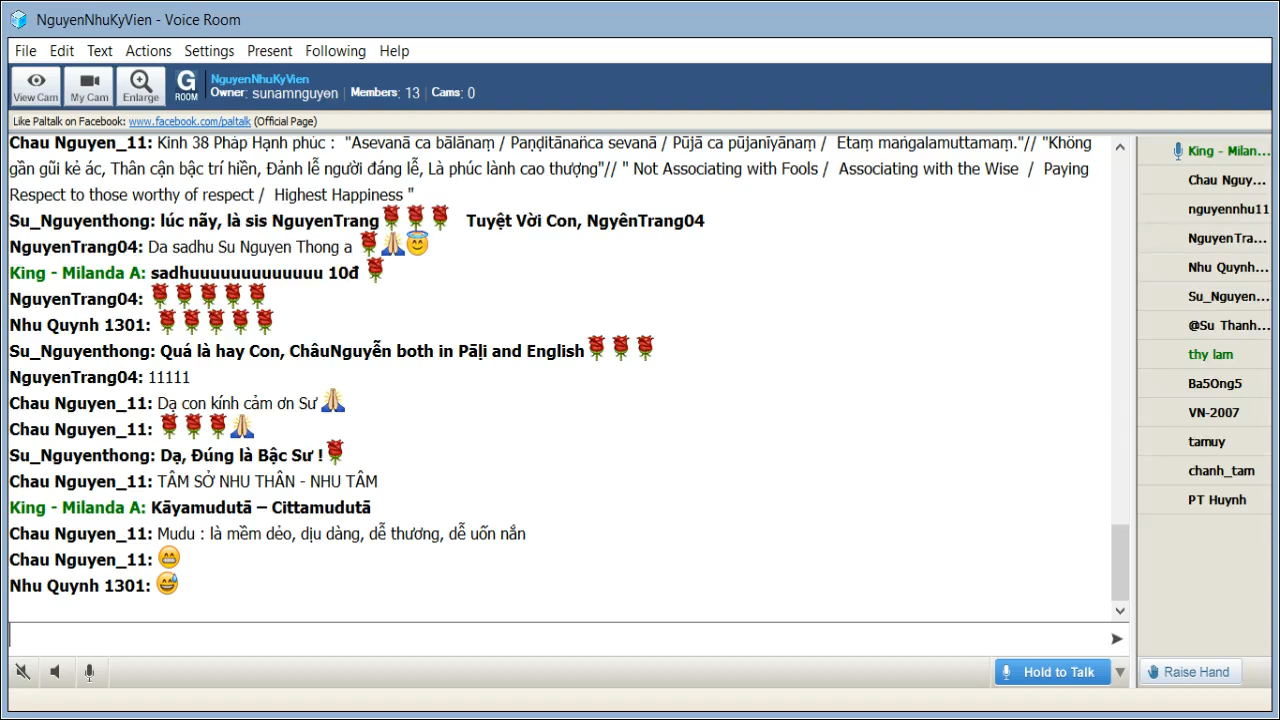 NguyenNhuKyVien - Voice Room
File Edit Text Actions Settings Present Following Help
View Cam My Cam Enlarge G ROOM NguyenNhuKyVien
Owner: sunamnguyen | Members: 13 | Cams: 0
Like Paltalk on Facebook: www.facebook.com/paltalk (Official Page)
Chau Nguyen_11: Kinh 38 Pháp Hạnh phúc : "Asevanā ca bālānaṃ / Paṇḍitānañca sevanā / Pūjā ca pūjanīyānaṃ / Etaṃ maṅgalamuttamaṃ."// "Không
gần gũi kẻ ác, Thân cận bậc trí hiền, Đảnh lễ người đáng lễ, Là phúc lành cao thượng"// " Not Associating with Fools / Associating with the Wise / Paying
Respect to those worthy of respect / Highest Happiness "
Su_Nguyenthong: lúc nãy, là sis NguyenTrang Tuyệt Vời Con, NgyênTrang04
NguyenTrang04: Da sadhu Su Nguyen Thong a
King - Milanda A: sadhuuuuuuuuuuuuu 10đ
NguyenTrang04:
Nhu Quynh 1301:
Su_Nguyenthong: Quá là hay Con, ChâuNguyễn both in Pāḷi and English
NguyenTrang04: 11111
Chau Nguyen_11: Dạ con kính cảm ơn Sư
Chau Nguyen_11:
Su_Nguyenthong: Dạ, Đúng là Bậc Sư !
Chau Nguyen_11: TÂM SỞ NHU THÂN - NHU TÂM
King - Milanda A: Kāyamudutā – Cittamudutā
Chau Nguyen_11: Mudu : là mềm dẻo, dịu dàng, dễ thương, dễ uốn nắn
Chau Nguyen_11:
Nhu Quynh 1301:
Hold to Talk
King - Milan...
Chau Nguy...
nguyennhu11
NguyenTra...
Nhu Quynh...
Su_Nguyen...
@Su Thanh...
thy lam
Ba5Ong5
VN-2007
tamuy
chanh_tam
PT Huynh
Raise Hand